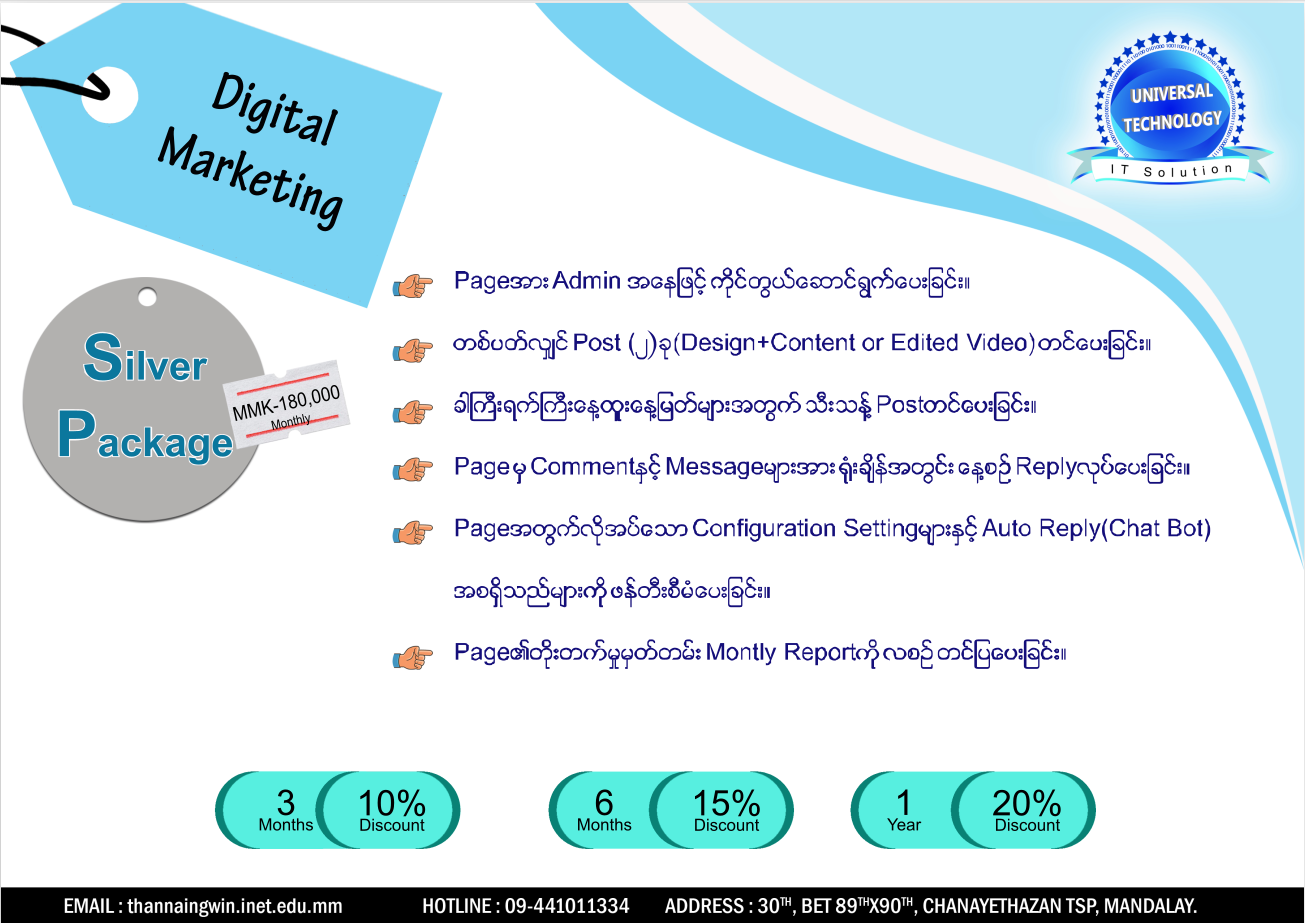 Digital
Marketing
UNIVERSAL
TECHNOLOGY
IT Solution
Silver
Package
MMK-180,000
Monthly
Pageအား Admin အနေဖြင့် ကိုင်တွယ်ဆောင်ရွက်ပေးခြင်း။
တစ်ပတ်လျှင် Post (၂)ခု(Design+Content or Edited Video)တင်ပေးခြင်း။
ခါကြီးရက်ကြီးနေ့ထူးနေ့မြတ်များအတွက် သီးသန့် Postတင်ပေးခြင်း။
Pageမှ Commentနှင့် Messageများအား ရုံးချိန်အတွင်း နေ့စဉ် Replyလုပ်ပေးခြင်း။
Pageအတွက်လိုအပ်သော Configuration Settingများနှင့် Auto Reply(Chat Bot)
အစရှိသည်များကို ဖန်တီးစီမံပေးခြင်း။
Page၏တိုးတက်မှုမှတ်တမ်း Montly Reportကို လစဉ် တင်ပြပေးခြင်း။
3 Months 10% Discount
6 Months 15% Discount
1 Year 20% Discount
EMAIL : thannaingwin.inet.edu.mm HOTLINE : 09-441011334 ADDRESS : 30TH, BET 89THX90TH, CHANAYETHAZAN TSP, MANDALAY.